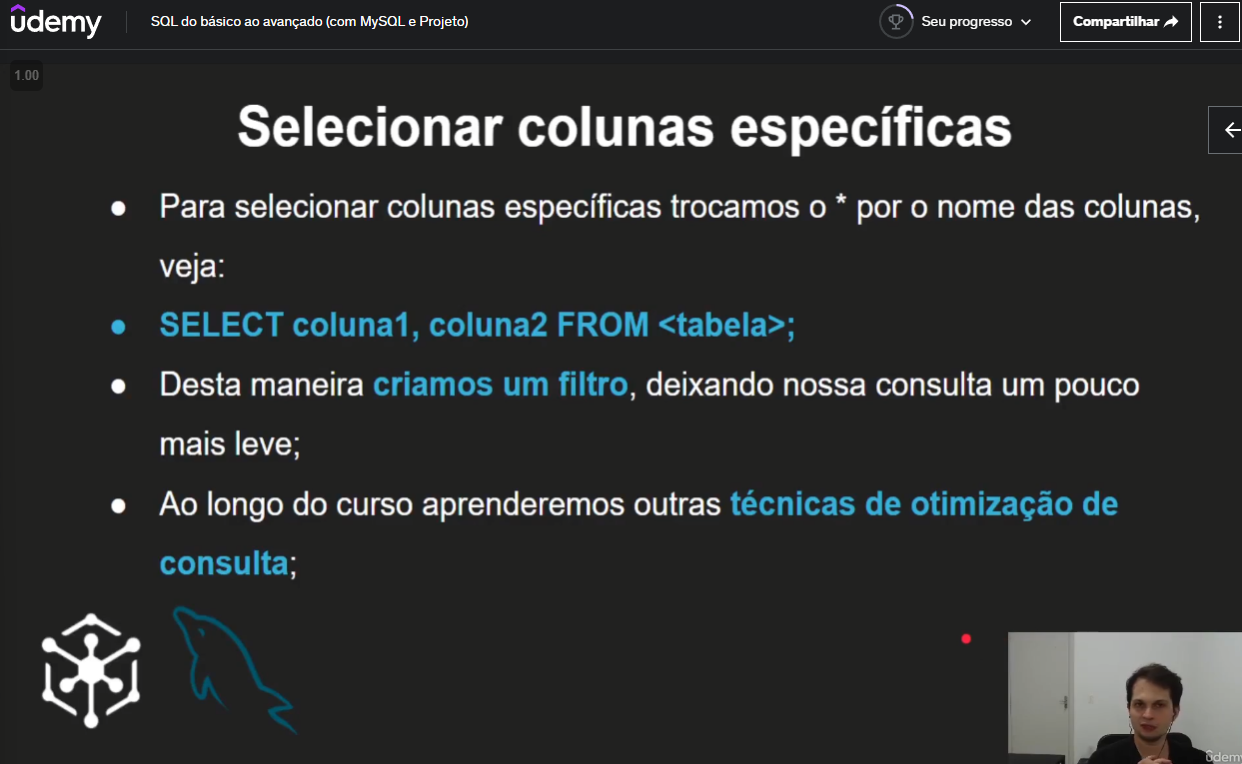 udemy
SQL do básico ao avançado (com MySQL e Projeto)
Seu progresso
Compartilhar
1.00
Selecionar colunas específicas
Para selecionar colunas específicas trocamos o * por o nome das colunas,
veja:
SELECT coluna1, coluna2 FROM <tabela>;
Desta maneira criamos um filtro, deixando nossa consulta um pouco
mais leve;
Ao longo do curso aprenderemos outras técnicas de otimização de
consulta;
udemy